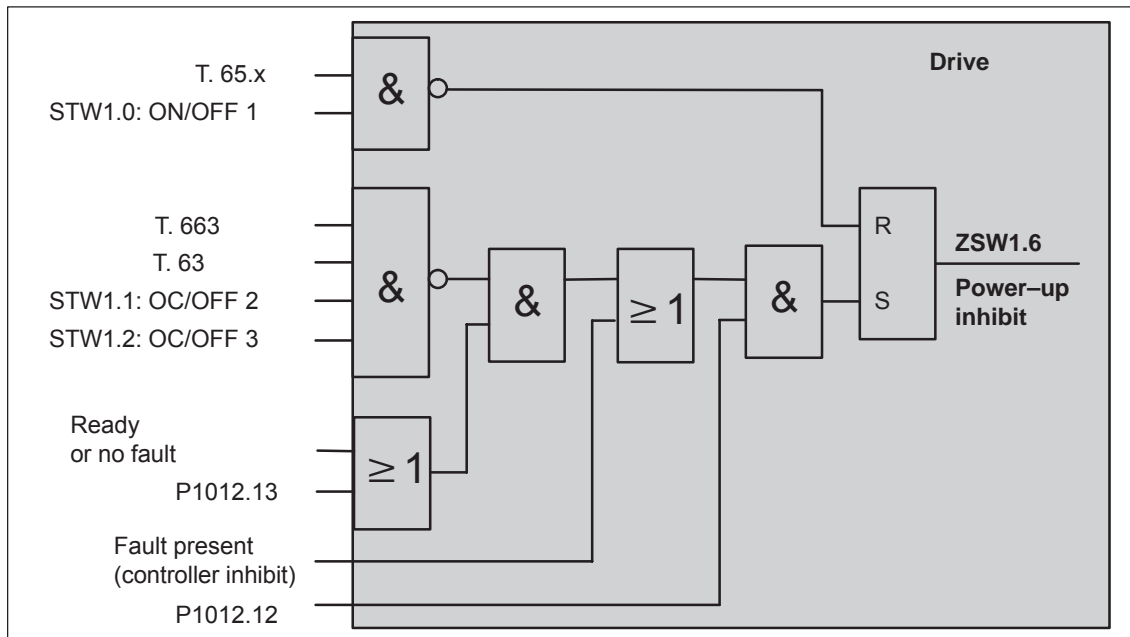 Drive
T. 65.x
&
STW1.0: ON/OFF 1
T. 663
T. 63
STW1.1: OC/OFF 2
STW1.2: OC/OFF 3
&
&
≥ 1
&
R
S
ZSW1.6
Power–up
inhibit
Ready
or no fault
P1012.13
≥ 1
Fault present
(controller inhibit)
P1012.12